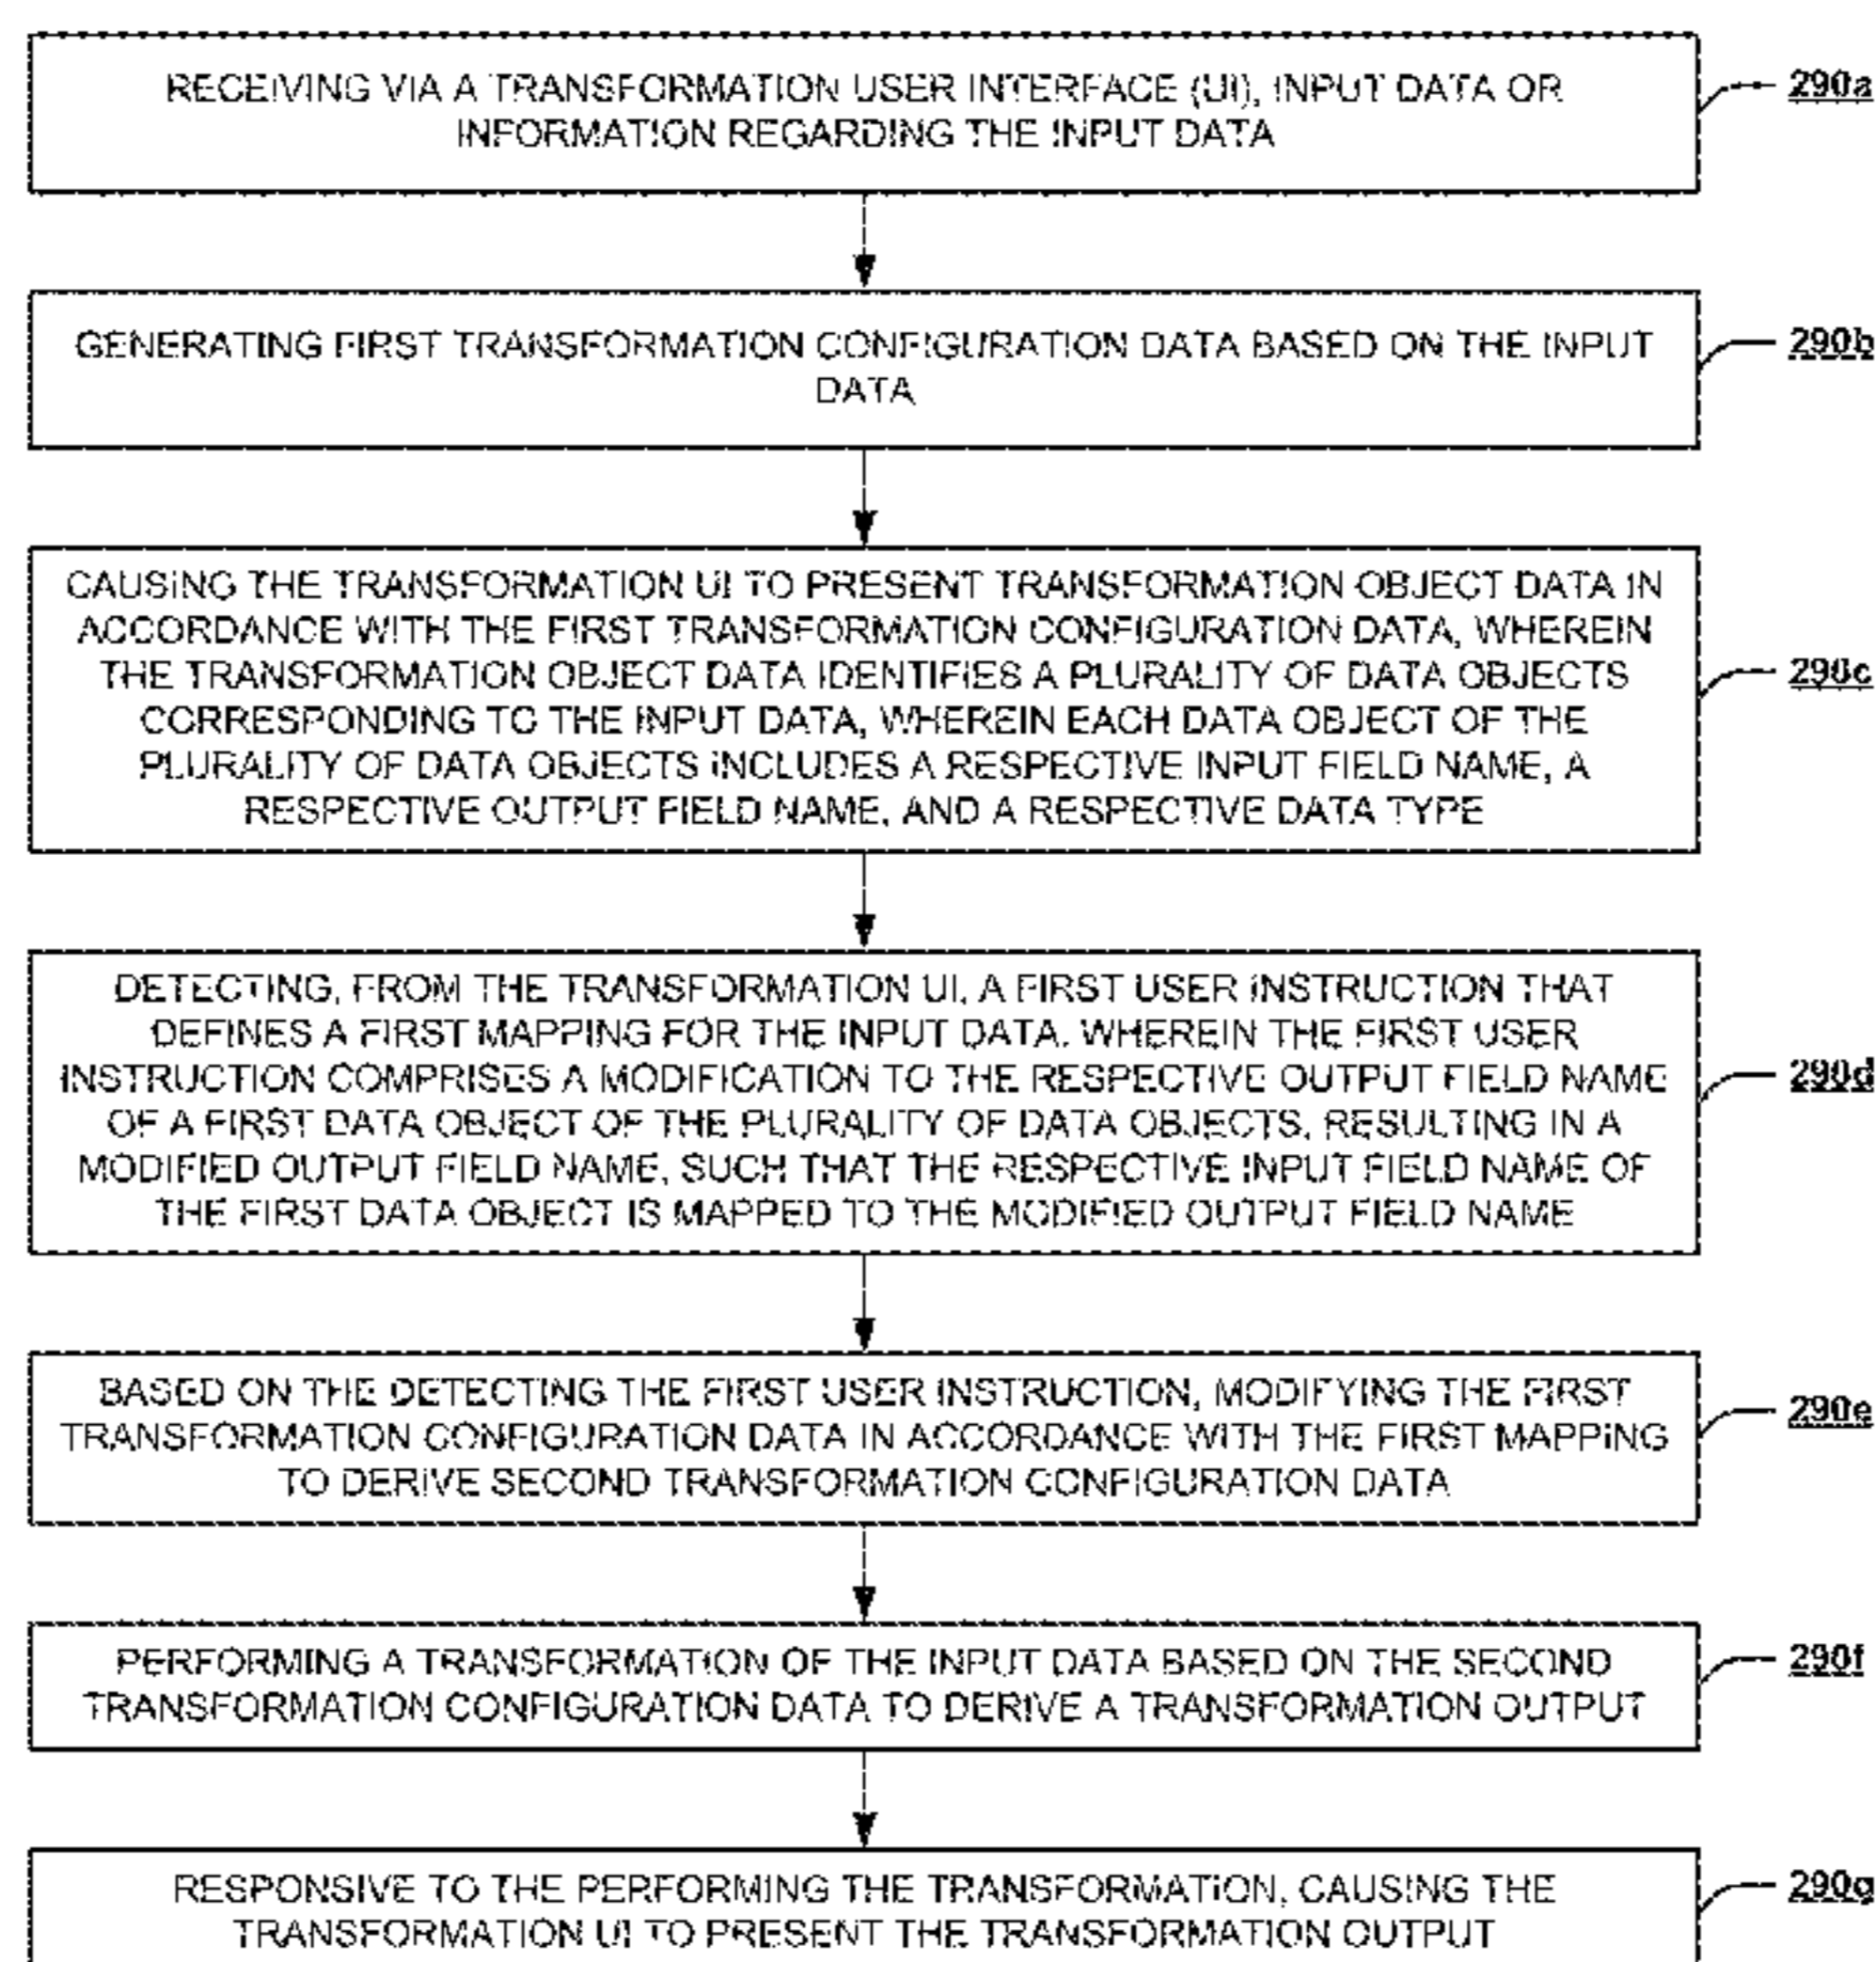 RECEIVING VIA A TRANSFORMATION USER INTERFACE (UI), INPUT DATA OR
INFORMATION REGARDING THE INPUT DATA
290a
GENERATING FIRST TRANSFORMATION CONFIGURATION DATA BASED ON THE INPUT
DATA
290b
CAUSING THE TRANSFORMATION UI TO PRESENT TRANSFORMATION OBJECT DATA IN
ACCORDANCE WITH THE FIRST TRANSFORMATION CONFIGURATION DATA, WHEREIN
THE TRANSFORMATION OBJECT DATA IDENTIFIES A PLURALITY OF DATA OBJECTS
CORRESPONDING TO THE INPUT DATA, WHEREIN EACH DATA OBJECT OF THE
PLURALITY OF DATA OBJECTS INCLUDES A RESPECTIVE INPUT FIELD NAME, A
RESPECTIVE OUTPUT FIELD NAME, AND A RESPECTIVE DATA TYPE
290c
DETECTING, FROM THE TRANSFORMATION UI, A FIRST USER INSTRUCTION THAT
DEFINES A FIRST MAPPING FOR THE INPUT DATA, WHEREIN THE FIRST USER
INSTRUCTION COMPRISES A MODIFICATION TO THE RESPECTIVE OUTPUT FIELD NAME
OF A FIRST DATA OBJECT OF THE PLURALITY OF DATA OBJECTS, RESULTING IN A
MODIFIED OUTPUT FIELD NAME, SUCH THAT THE RESPECTIVE INPUT FIELD NAME OF
THE FIRST DATA OBJECT IS MAPPED TO THE MODIFIED OUTPUT FIELD NAME
290d
BASED ON THE DETECTING THE FIRST USER INSTRUCTION, MODIFYING THE FIRST
TRANSFORMATION CONFIGURATION DATA IN ACCORDANCE WITH THE FIRST MAPPING
TO DERIVE SECOND TRANSFORMATION CONFIGURATION DATA
290e
PERFORMING A TRANSFORMATION OF THE INPUT DATA BASED ON THE SECOND
TRANSFORMATION CONFIGURATION DATA TO DERIVE A TRANSFORMATION OUTPUT
290f
RESPONSIVE TO THE PERFORMING THE TRANSFORMATION, CAUSING THE
TRANSFORMATION UI TO PRESENT THE TRANSFORMATION OUTPUT
290g